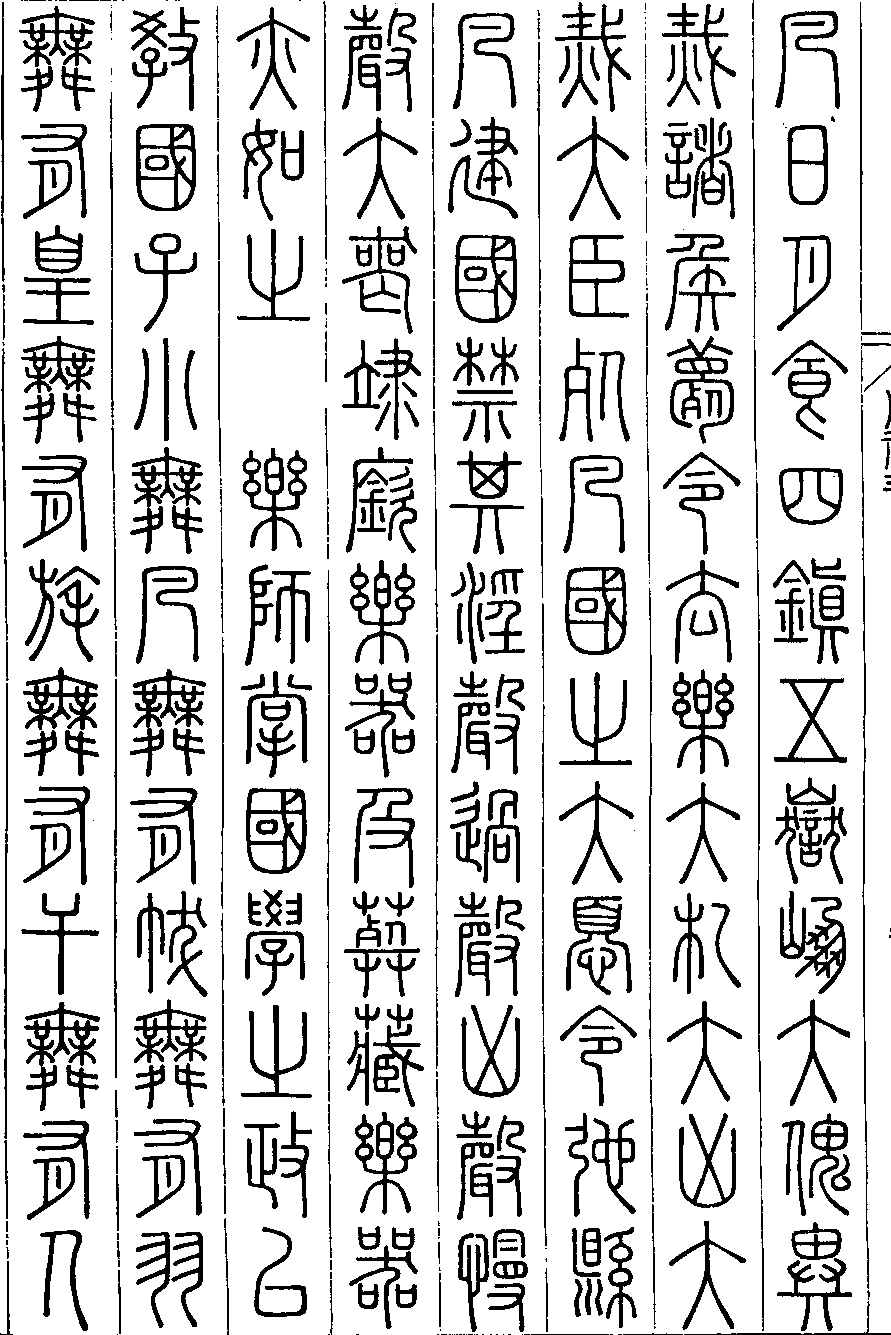 凡日月食四鎮五嶽崩大傀異
烖諸侯薨令去樂大札大凶大
烖大臣死凡國之大憂令弛縣
凡建國禁其淫聲過聲凶聲慢
聲大喪䇐廞樂器及葬藏樂器
亦如之　樂師掌國學之政以
教國子小舞凡舞有帗舞有羽
舞有皇舞有旄舞有干舞有人